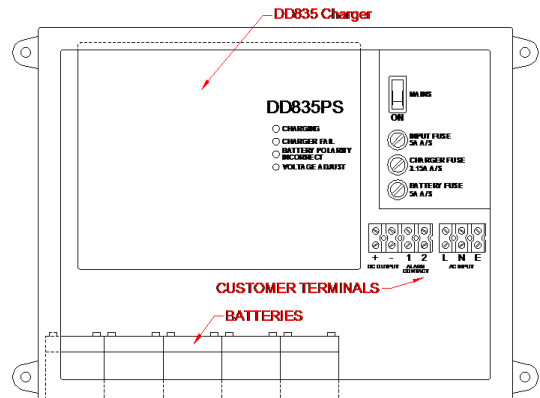 DD835 Charger
DD835PS
CHARGING
CHARGER FAIL
BATTERY POLARITY
INCORRECT
VOLTAGE ADJUST
MAINS
ON
INPUT FUSE
5A A/S
CHARGER FUSE
3.15A A/S
BATTERY FUSE
5A A/S
+ - 1 2 L N E
DC OUTPUT ALARM CONTACT AC INPUT
CUSTOMER TERMINALS
BATTERIES